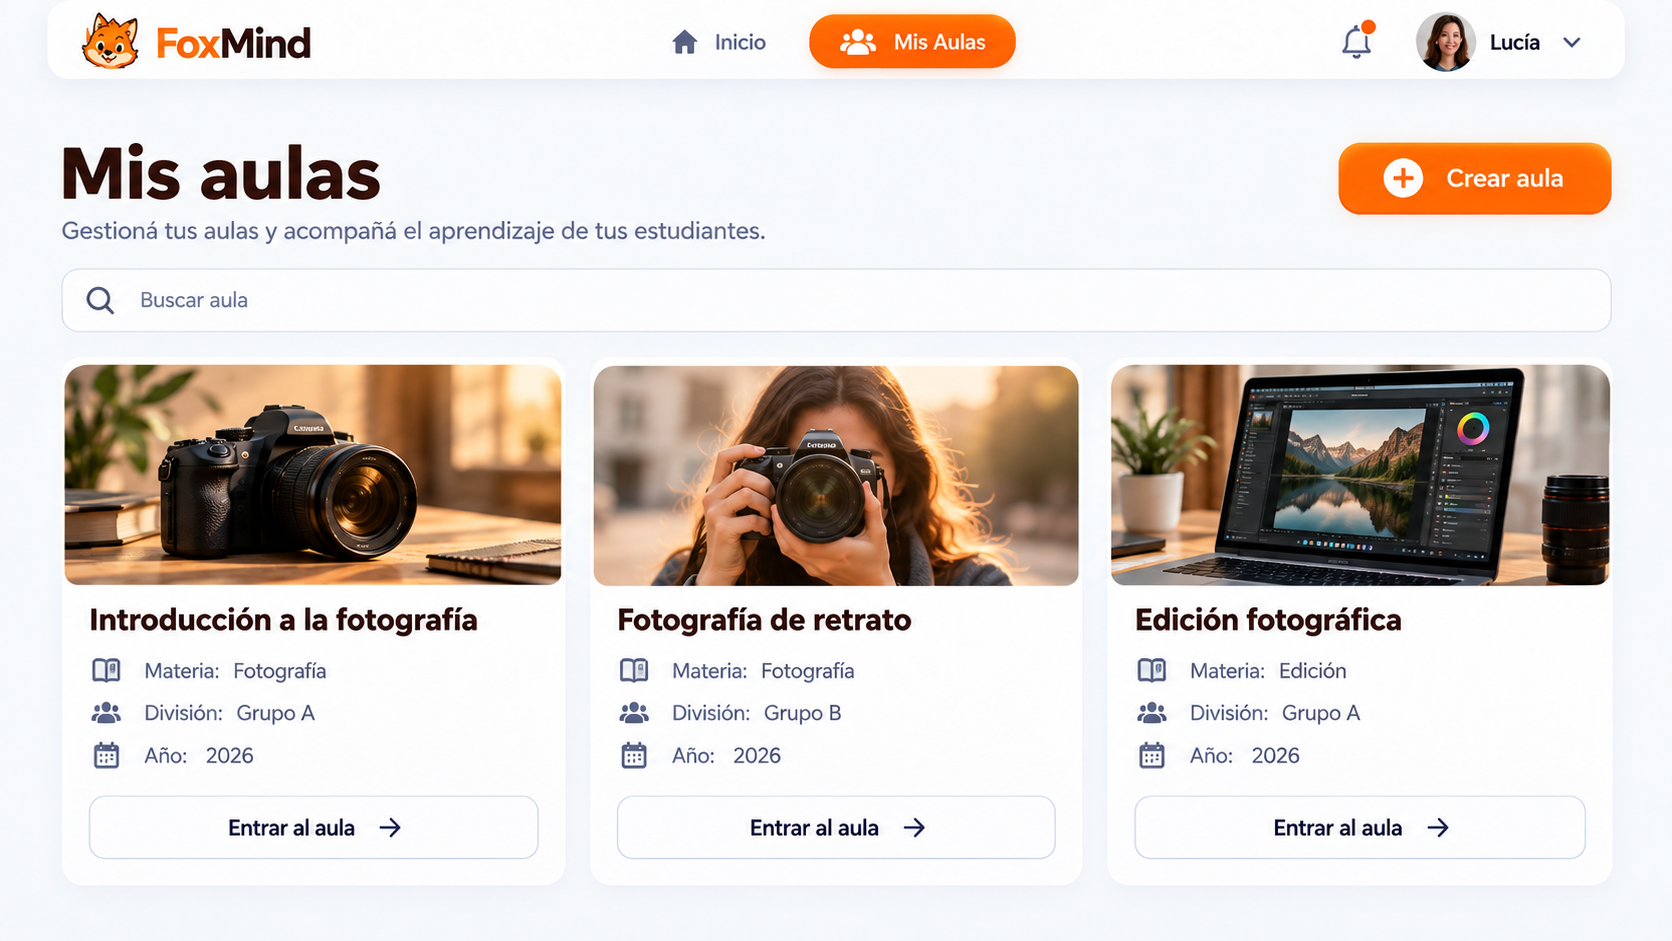 FoxMind
Inicio
Mis Aulas
Lucía
Mis aulas
Crear aula
Gestioná tus aulas y acompañá el aprendizaje de tus estudiantes.
Buscar aula
Introducción a la fotografía
Materia: Fotografía
División: Grupo A
Año: 2026
Entrar al aula
Fotografía de retrato
Materia: Fotografía
División: Grupo B
Año: 2026
Entrar al aula
Edición fotográfica
Materia: Edición
División: Grupo A
Año: 2026
Entrar al aula